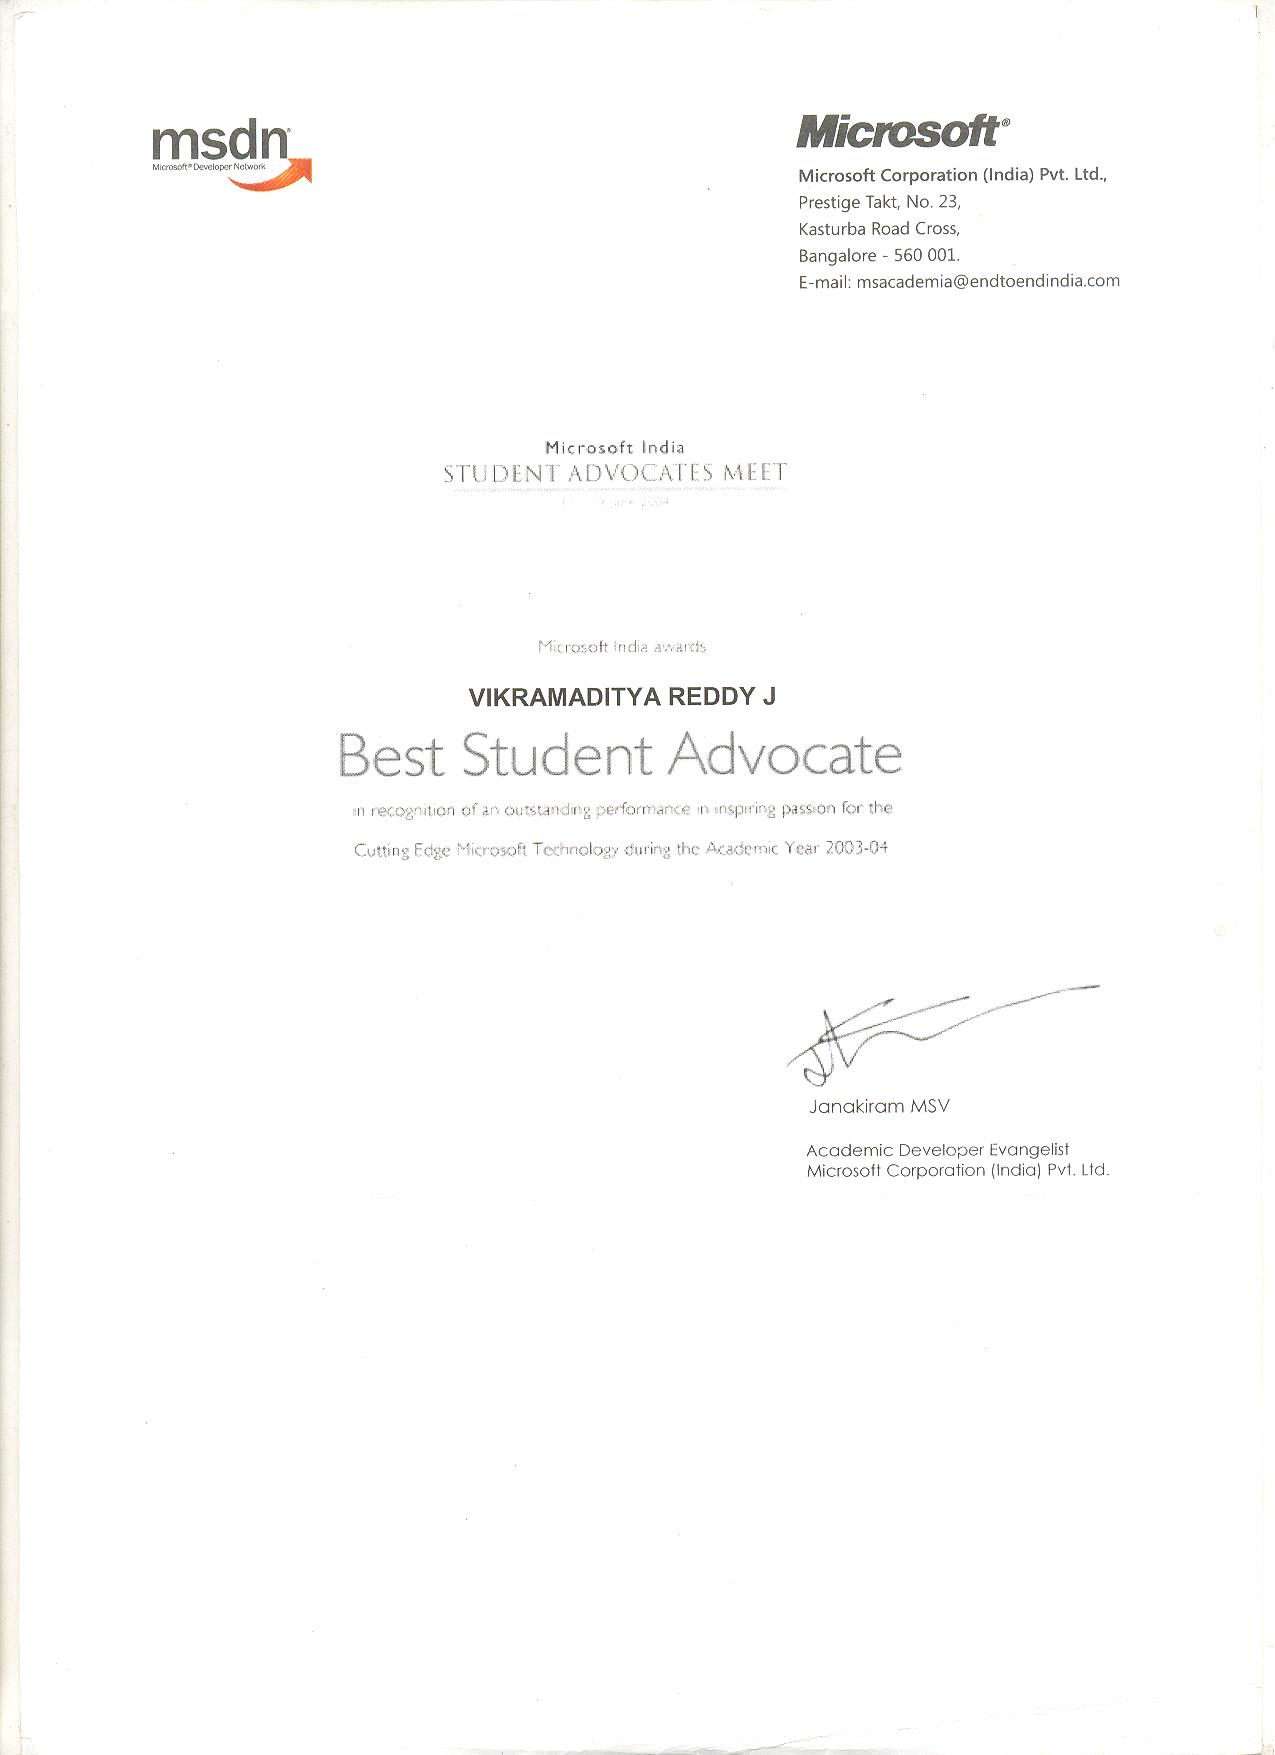 msdn
Microsoft® Developer Network
Microsoft®
Microsoft Corporation (India) Pvt. Ltd.,
Prestige Takt, No. 23,
Kasturba Road Cross,
Bangalore - 560 001.
E-mail: msacademia@endtoendindia.com
Microsoft India
STUDENT ADVOCATES MEET
June 2004
Microsoft India awards
VIKRAMADITYA REDDY J
Best Student Advocate
in recognition of an outstanding performance in inspiring passion for the
Cutting Edge Microsoft Technology during the Academic Year 2003-04
Janakiram MSV
Academic Developer Evangelist
Microsoft Corporation (India) Pvt. Ltd.